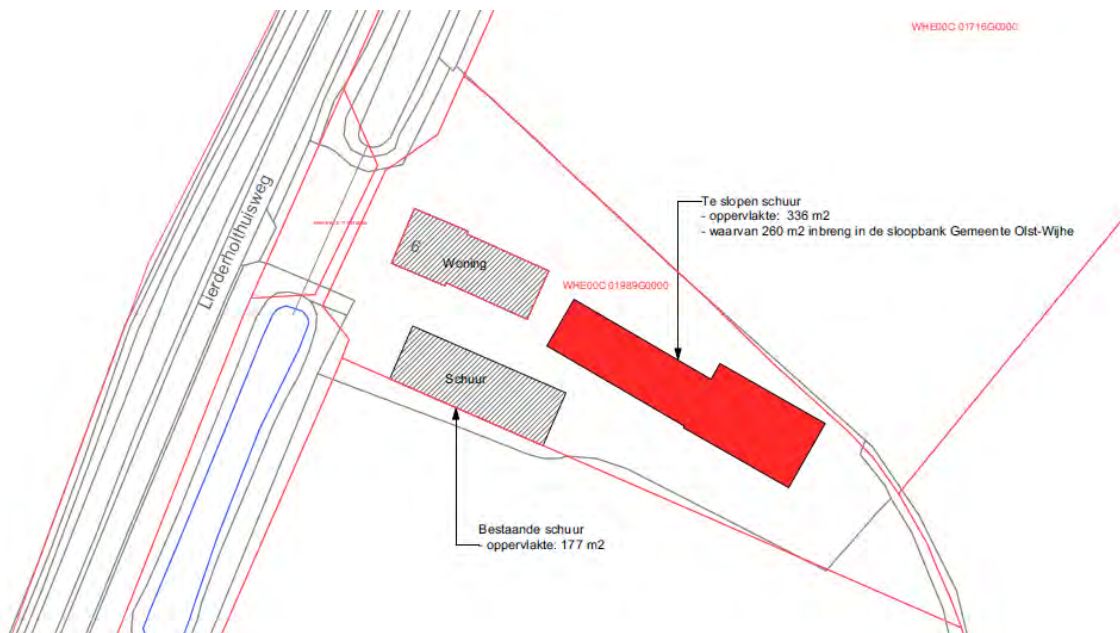 WHE00C 01716G0000
Lierderholthuisweg
Te slopen schuur
- oppervlakte: 336 m2
- waarvan 260 m2 inbreng in de sloopbank Gemeente Olst-Wijhe
6
Woning
WHE00C 01989G0000
Schuur
Bestaande schuur
- oppervlakte: 177 m2